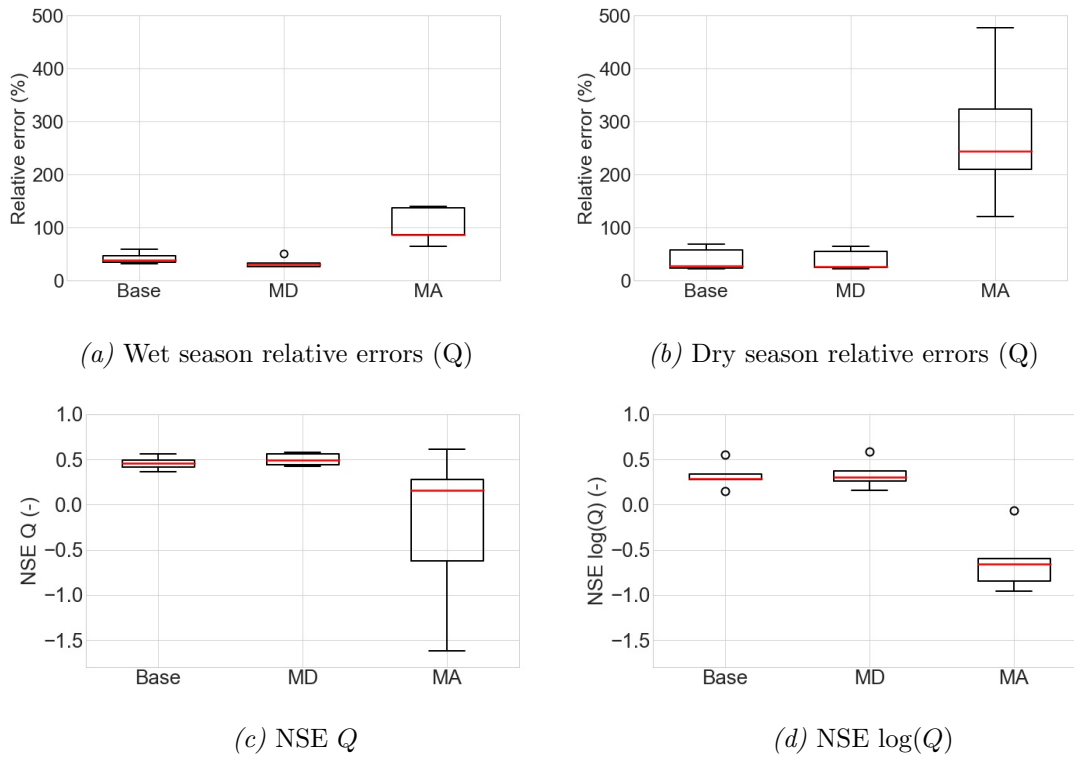 500
400
300
200
100
0
Relative error (%)
Base MD MA
(a) Wet season relative errors (Q)
500
400
300
200
100
0
Relative error (%)
Base MD MA
(b) Dry season relative errors (Q)
1.0
0.5
0.0
−0.5
−1.0
−1.5
NSE Q (-)
Base MD MA
(c) NSE Q
1.0
0.5
0.0
−0.5
−1.0
−1.5
NSE log(Q) (-)
Base MD MA
(d) NSE log(Q)